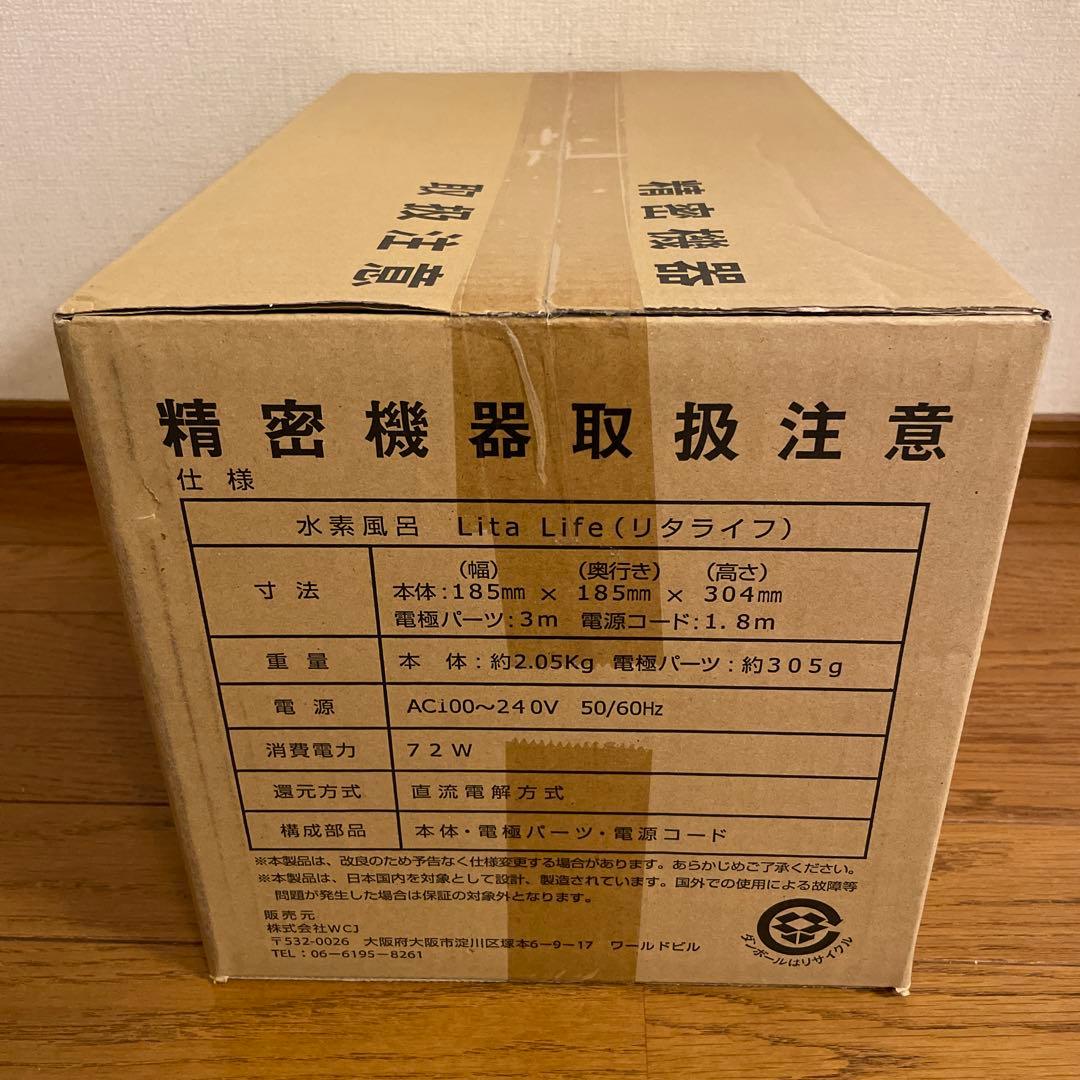 精密機器
取扱注意
精密機器取扱注意
仕様
水素風呂 Lita Life(リタライフ)
寸法
(幅) (奥行き) (高さ)
本体:185㎜ × 185㎜ × 304㎜
電極パーツ:3m 電源コード:1.8m
重量 本 体:約2.05Kg 電極パーツ:約305g
電源 AC100〜240V 50/60Hz
消費電力 72W
還元方式 直流電解方式
構成部品 本体・電極パーツ・電源コード
※本製品は、改良のため予告なく仕様変更する場合があります。あらかじめご了承ください。
※本製品は、日本国内を対象として設計、製造されています。国外での使用による故障等
問題が発生した場合は保証の対象外となります。
販売元
株式会社WCJ
〒532-0026 大阪府大阪市淀川区塚本6-9-17 ワールドビル
TEL:06-6195-8261
ダンボールはリサイクル